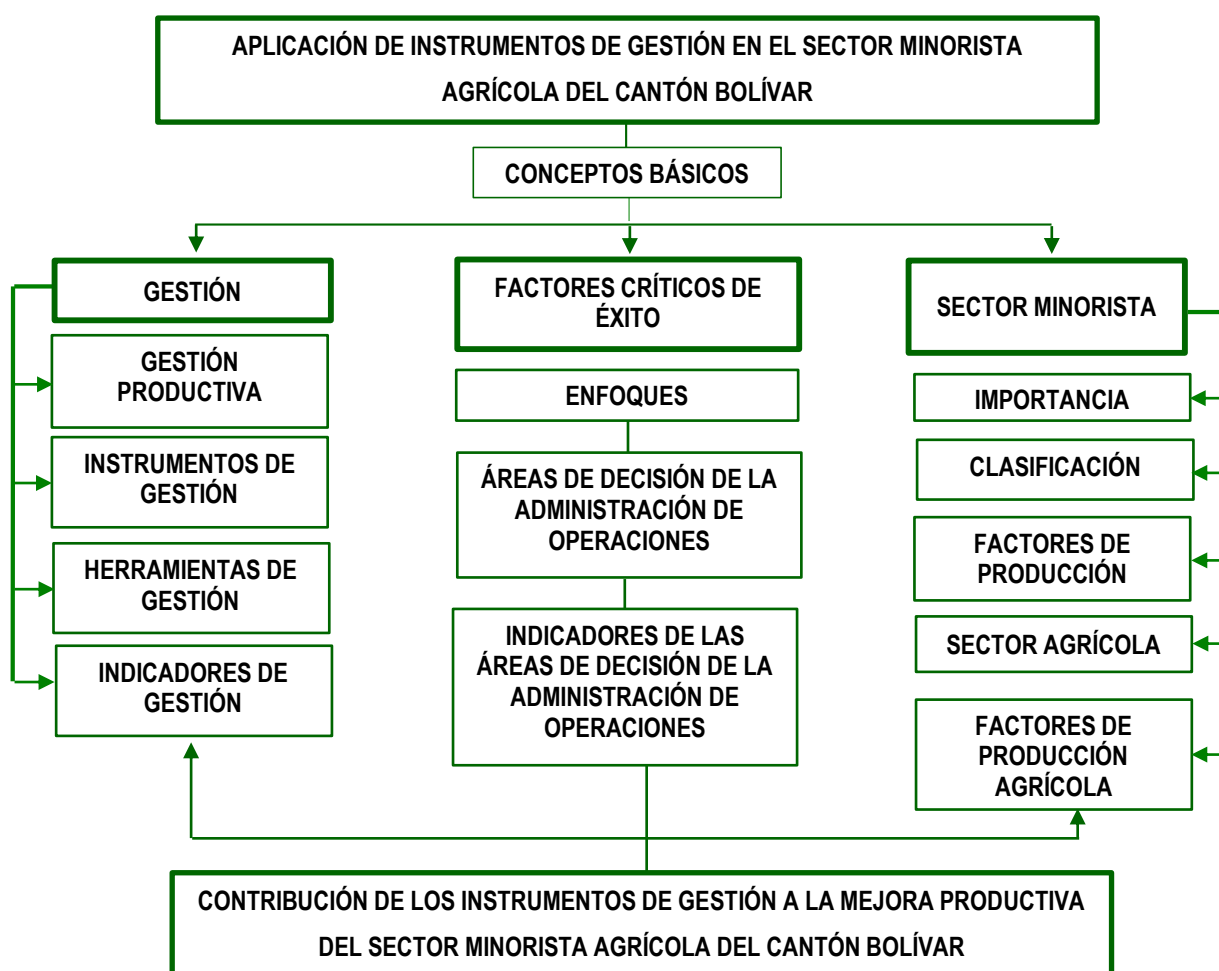 APLICACIÓN DE INSTRUMENTOS DE GESTIÓN EN EL SECTOR MINORISTA
AGRÍCOLA DEL CANTÓN BOLÍVAR
CONCEPTOS BÁSICOS
GESTIÓN
GESTIÓN
PRODUCTIVA
INSTRUMENTOS DE
GESTIÓN
HERRAMIENTAS DE
GESTIÓN
INDICADORES DE
GESTIÓN
FACTORES CRÍTICOS DE
ÉXITO
ENFOQUES
ÁREAS DE DECISIÓN DE LA
ADMINISTRACIÓN DE
OPERACIONES
INDICADORES DE LAS
ÁREAS DE DECISIÓN DE LA
ADMINISTRACIÓN DE
OPERACIONES
SECTOR MINORISTA
IMPORTANCIA
CLASIFICACIÓN
FACTORES DE
PRODUCCIÓN
SECTOR AGRÍCOLA
FACTORES DE
PRODUCCIÓN
AGRÍCOLA
CONTRIBUCIÓN DE LOS INSTRUMENTOS DE GESTIÓN A LA MEJORA PRODUCTIVA
DEL SECTOR MINORISTA AGRÍCOLA DEL CANTÓN BOLÍVAR